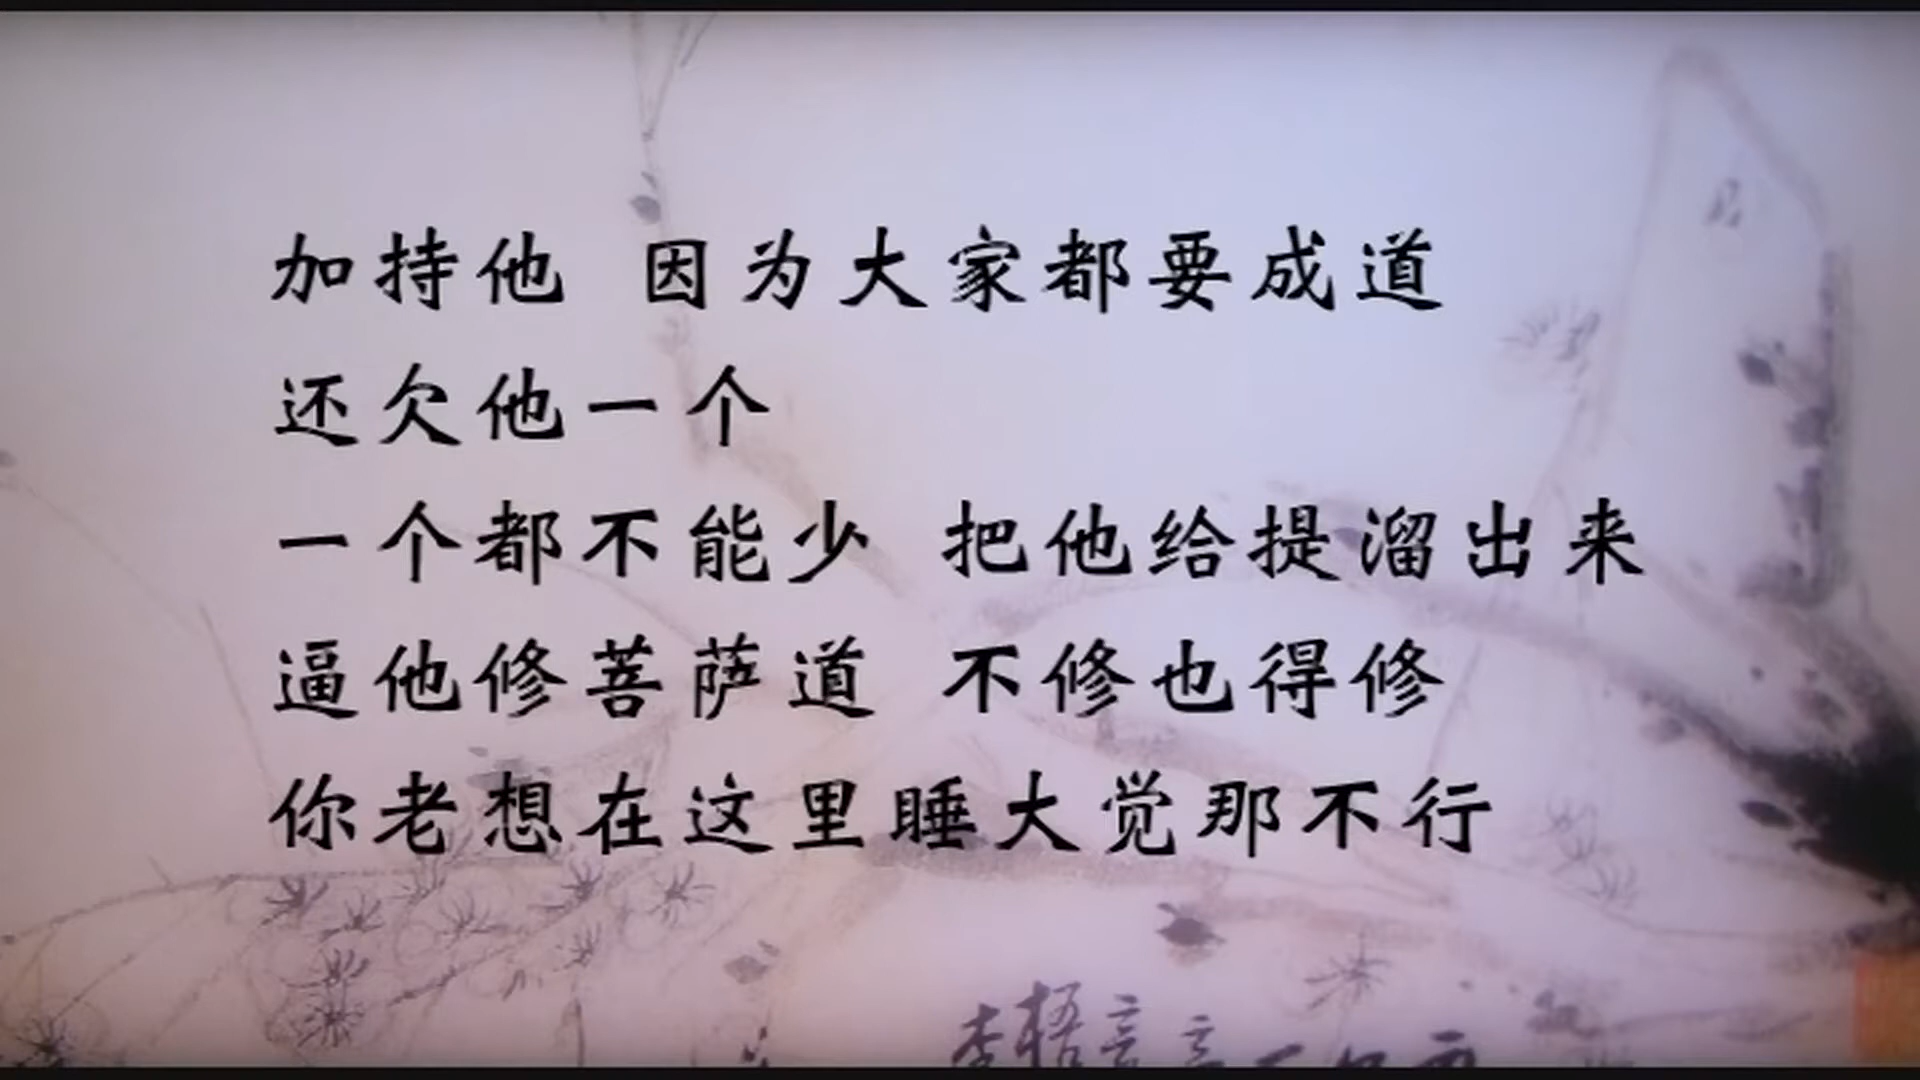 加持他 因为大家都要成道
还欠他一个
一个都不能少 把他给提溜出来
逼他修菩萨道 不修也得修
你老想在这里睡大觉那不行